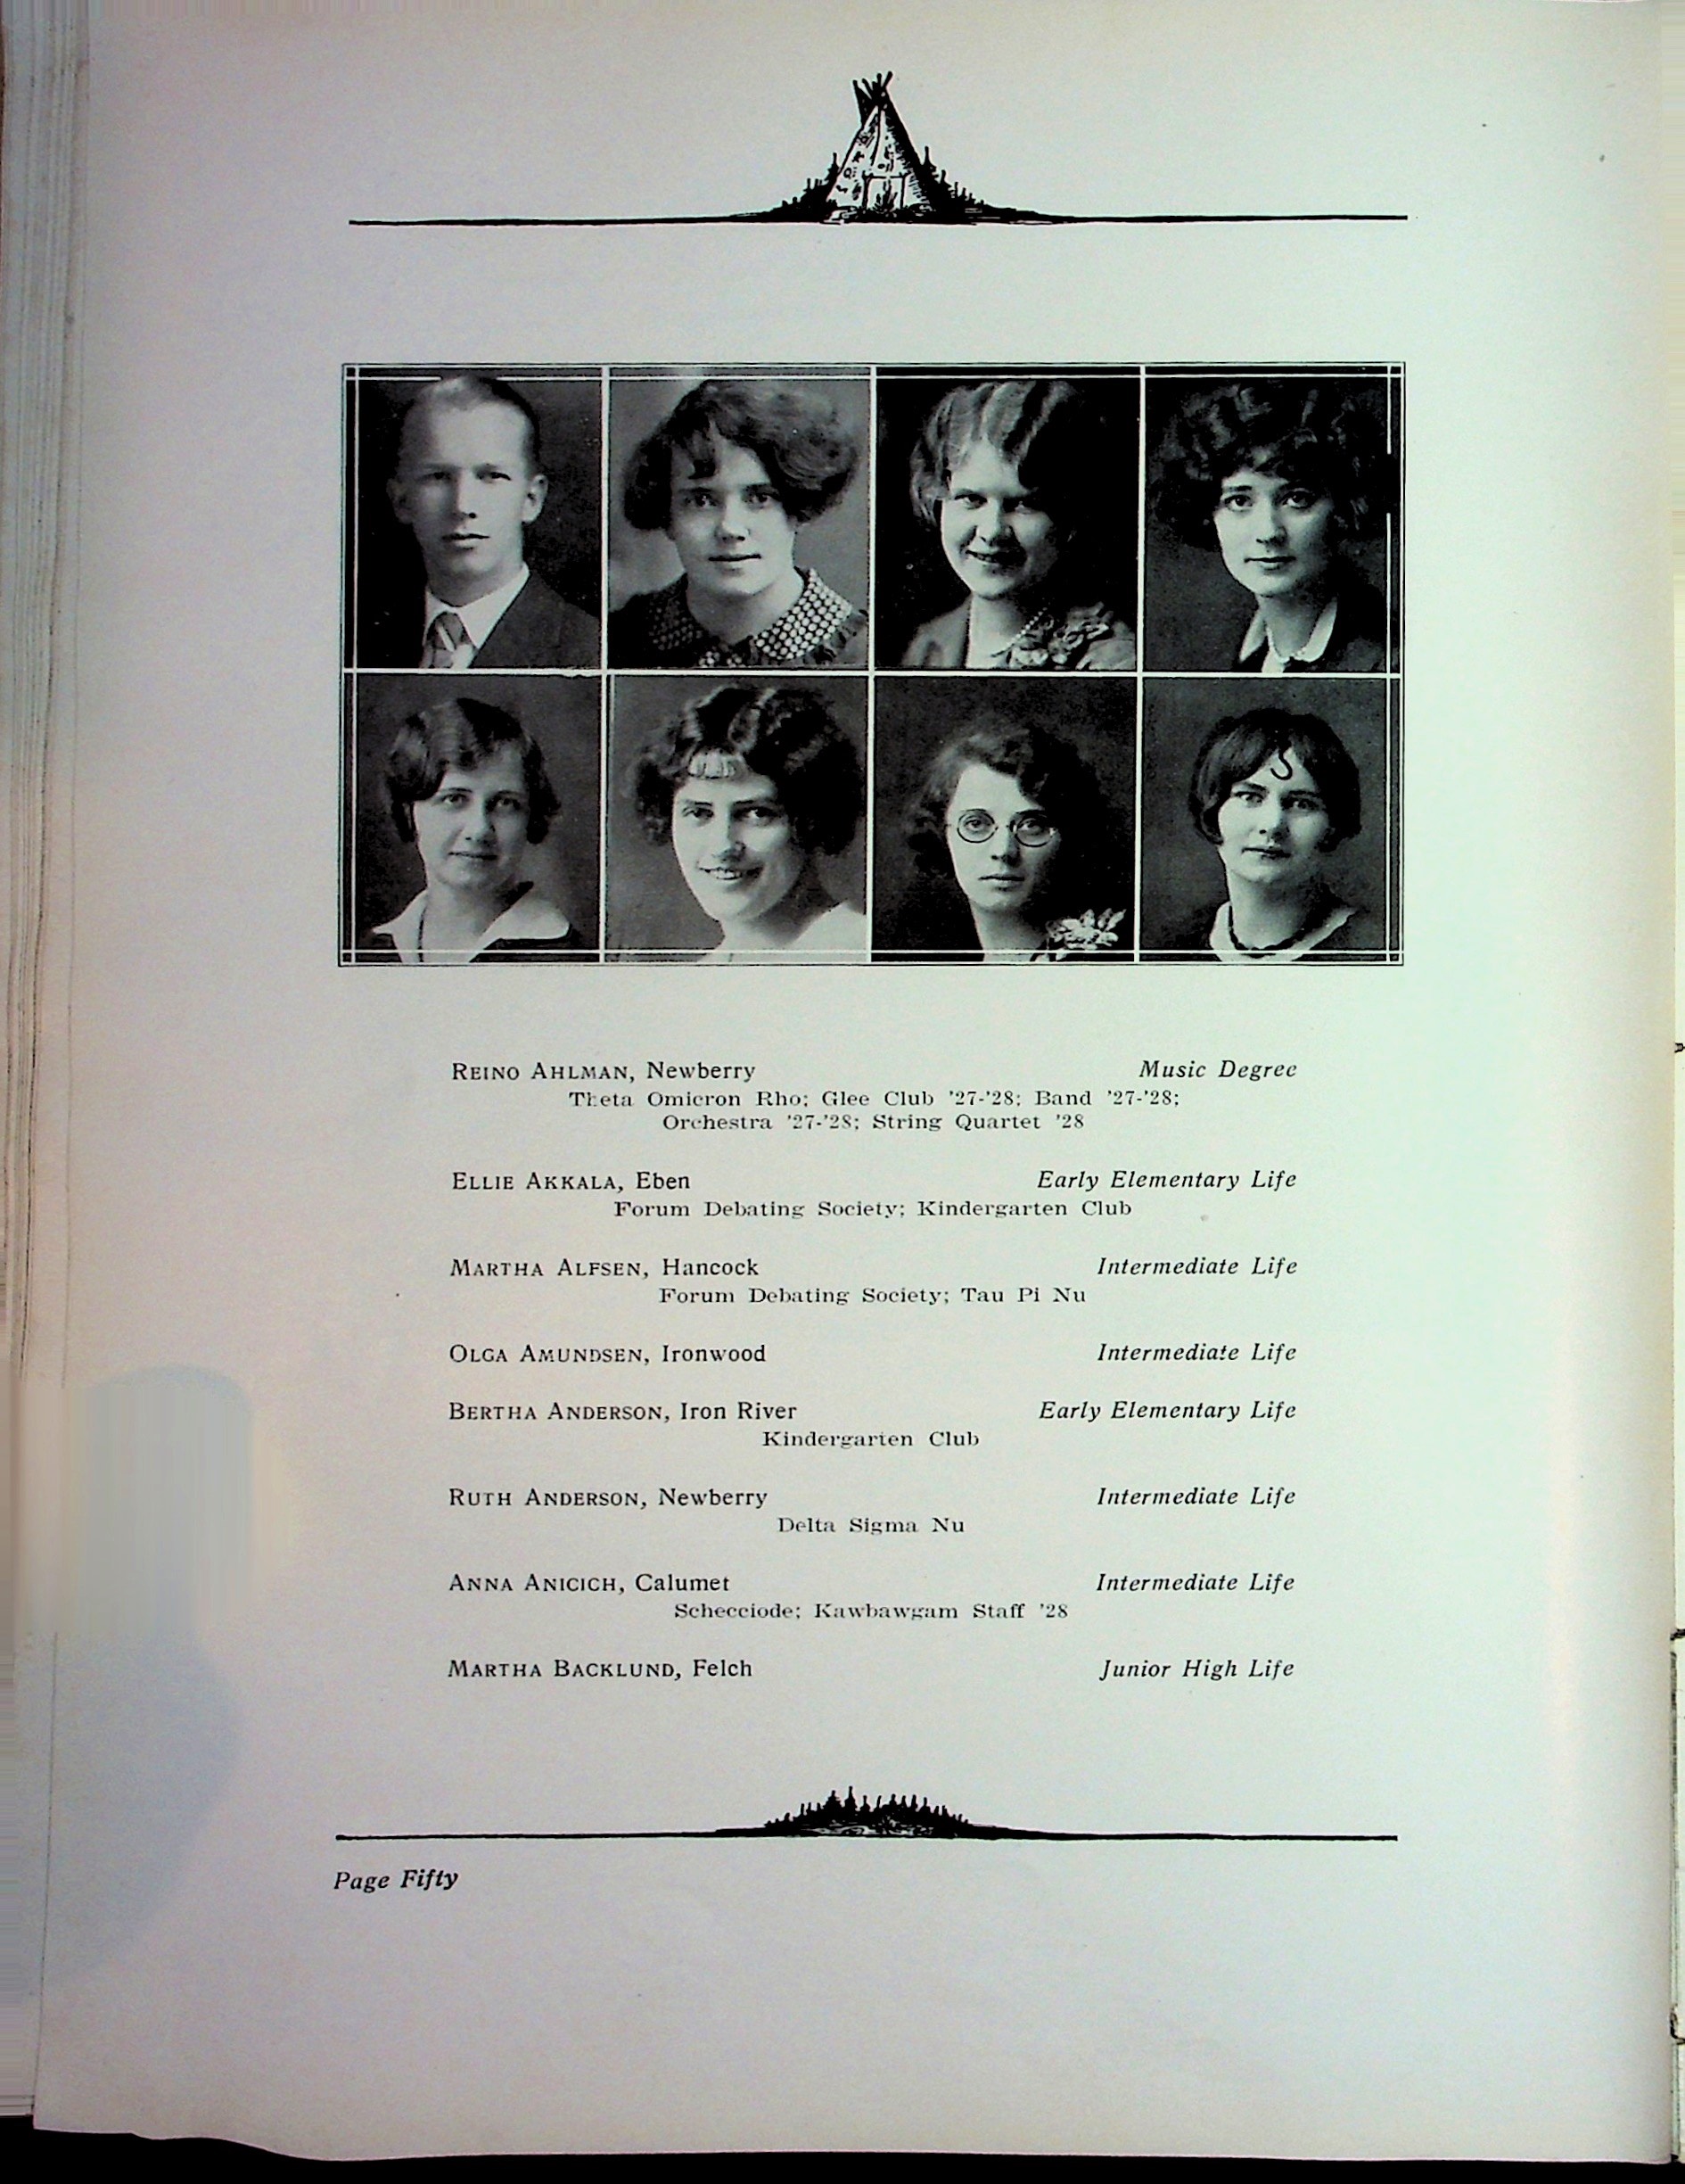 REINO AHLMAN, Newberry Music Degree
Theta Omicron Rho; Glee Club '27-'28; Band '27-'28;
Orchestra '27-'28; String Quartet '28
ELLIE AKKALA, Eben Early Elementary Life
Forum Debating Society; Kindergarten Club
MARTHA ALFSEN, Hancock Intermediate Life
Forum Debating Society; Tau Pi Nu
OLGA AMUNDSEN, Ironwood Intermediate Life
BERTHA ANDERSON, Iron River Early Elementary Life
Kindergarten Club
RUTH ANDERSON, Newberry Intermediate Life
Delta Sigma Nu
ANNA ANICICH, Calumet Intermediate Life
Schecciode; Kawbawgam Staff '28
MARTHA BACKLUND, Felch Junior High Life
Page Fifty